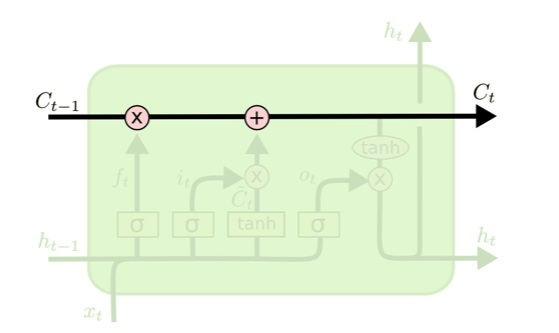 h_t
C_{t-1} x + C_t
tanh
f_t i_t x o_t x
C̃_t
σ σ tanh σ
h_{t-1} h_t
x_t